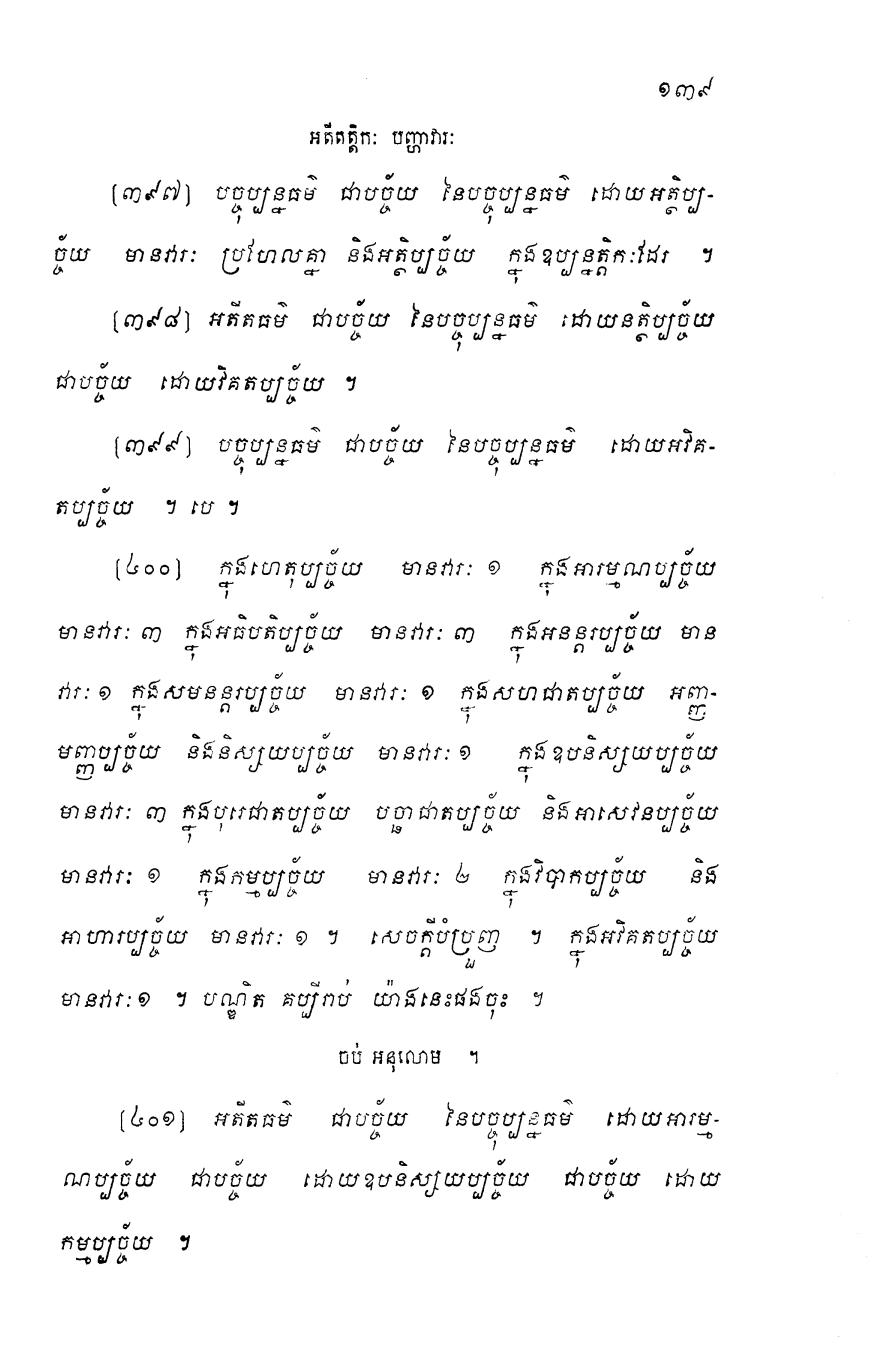 ១៣៩
អតីតត្តិកៈ បញ្ហាវារៈ
(៣៩៧) បច្ចុប្បន្នធម៌ ជាបច្ច័យ នៃបច្ចុប្បន្នធម៌ ដោយអត្ថិប្ប-
ច្ច័យ មានវារៈ ប្រហែលគ្នា និងអត្ថិប្បច្ច័យ ក្នុងឧប្បន្នត្តិកៈដែរ ។
(៣៩៨) អតីតធម៌ ជាបច្ច័យ នៃបច្ចុប្បន្នធម៌ ដោយនត្ថិប្បច្ច័យ
ជាបច្ច័យ ដោយវិគតប្បច្ច័យ ។
(៣៩៩) បច្ចុប្បន្នធម៌ ជាបច្ច័យ នៃបច្ចុប្បន្នធម៌ ដោយអវិគ-
តប្បច្ច័យ ។ បេ ។
(៤០០) ក្នុងហេតុប្បច្ច័យ មានវារៈ ១ ក្នុងអារម្មណប្បច្ច័យ
មានវារៈ ៣ ក្នុងអធិបតិប្បច្ច័យ មានវារៈ ៣ ក្នុងអនន្តរប្បច្ច័យ មាន
វារៈ ១ ក្នុងសមនន្តរប្បច្ច័យ មានវារៈ ១ ក្នុងសហជាតប្បច្ច័យ អញ្ញ-
មញ្ញប្បច្ច័យ និងនិស្សយប្បច្ច័យ មានវារៈ ១ ក្នុងឧបនិស្សយប្បច្ច័យ
មានវារៈ ៣ ក្នុងបុរេជាតប្បច្ច័យ បច្ឆាជាតប្បច្ច័យ និងអាសេវនប្បច្ច័យ
មានវារៈ ១ ក្នុងកម្មប្បច្ច័យ មានវារៈ ២ ក្នុងវិបាកប្បច្ច័យ និង
អាហារប្បច្ច័យ មានវារៈ ១ ។ សេចក្តីបំប្រួញ ។ ក្នុងអវិគតប្បច្ច័យ
មានវារៈ ១ ។ បណ្ឌិត គប្បីរាប់ យ៉ាងនេះផងចុះ ។
ចប់ អនុលោម ។
(៤០១) អតីតធម៌ ជាបច្ច័យ នៃបច្ចុប្បន្នធម៌ ដោយអារម្ម-
ណប្បច្ច័យ ជាបច្ច័យ ដោយឧបនិស្សយប្បច្ច័យ ជាបច្ច័យ ដោយ
កម្មប្បច្ច័យ ។